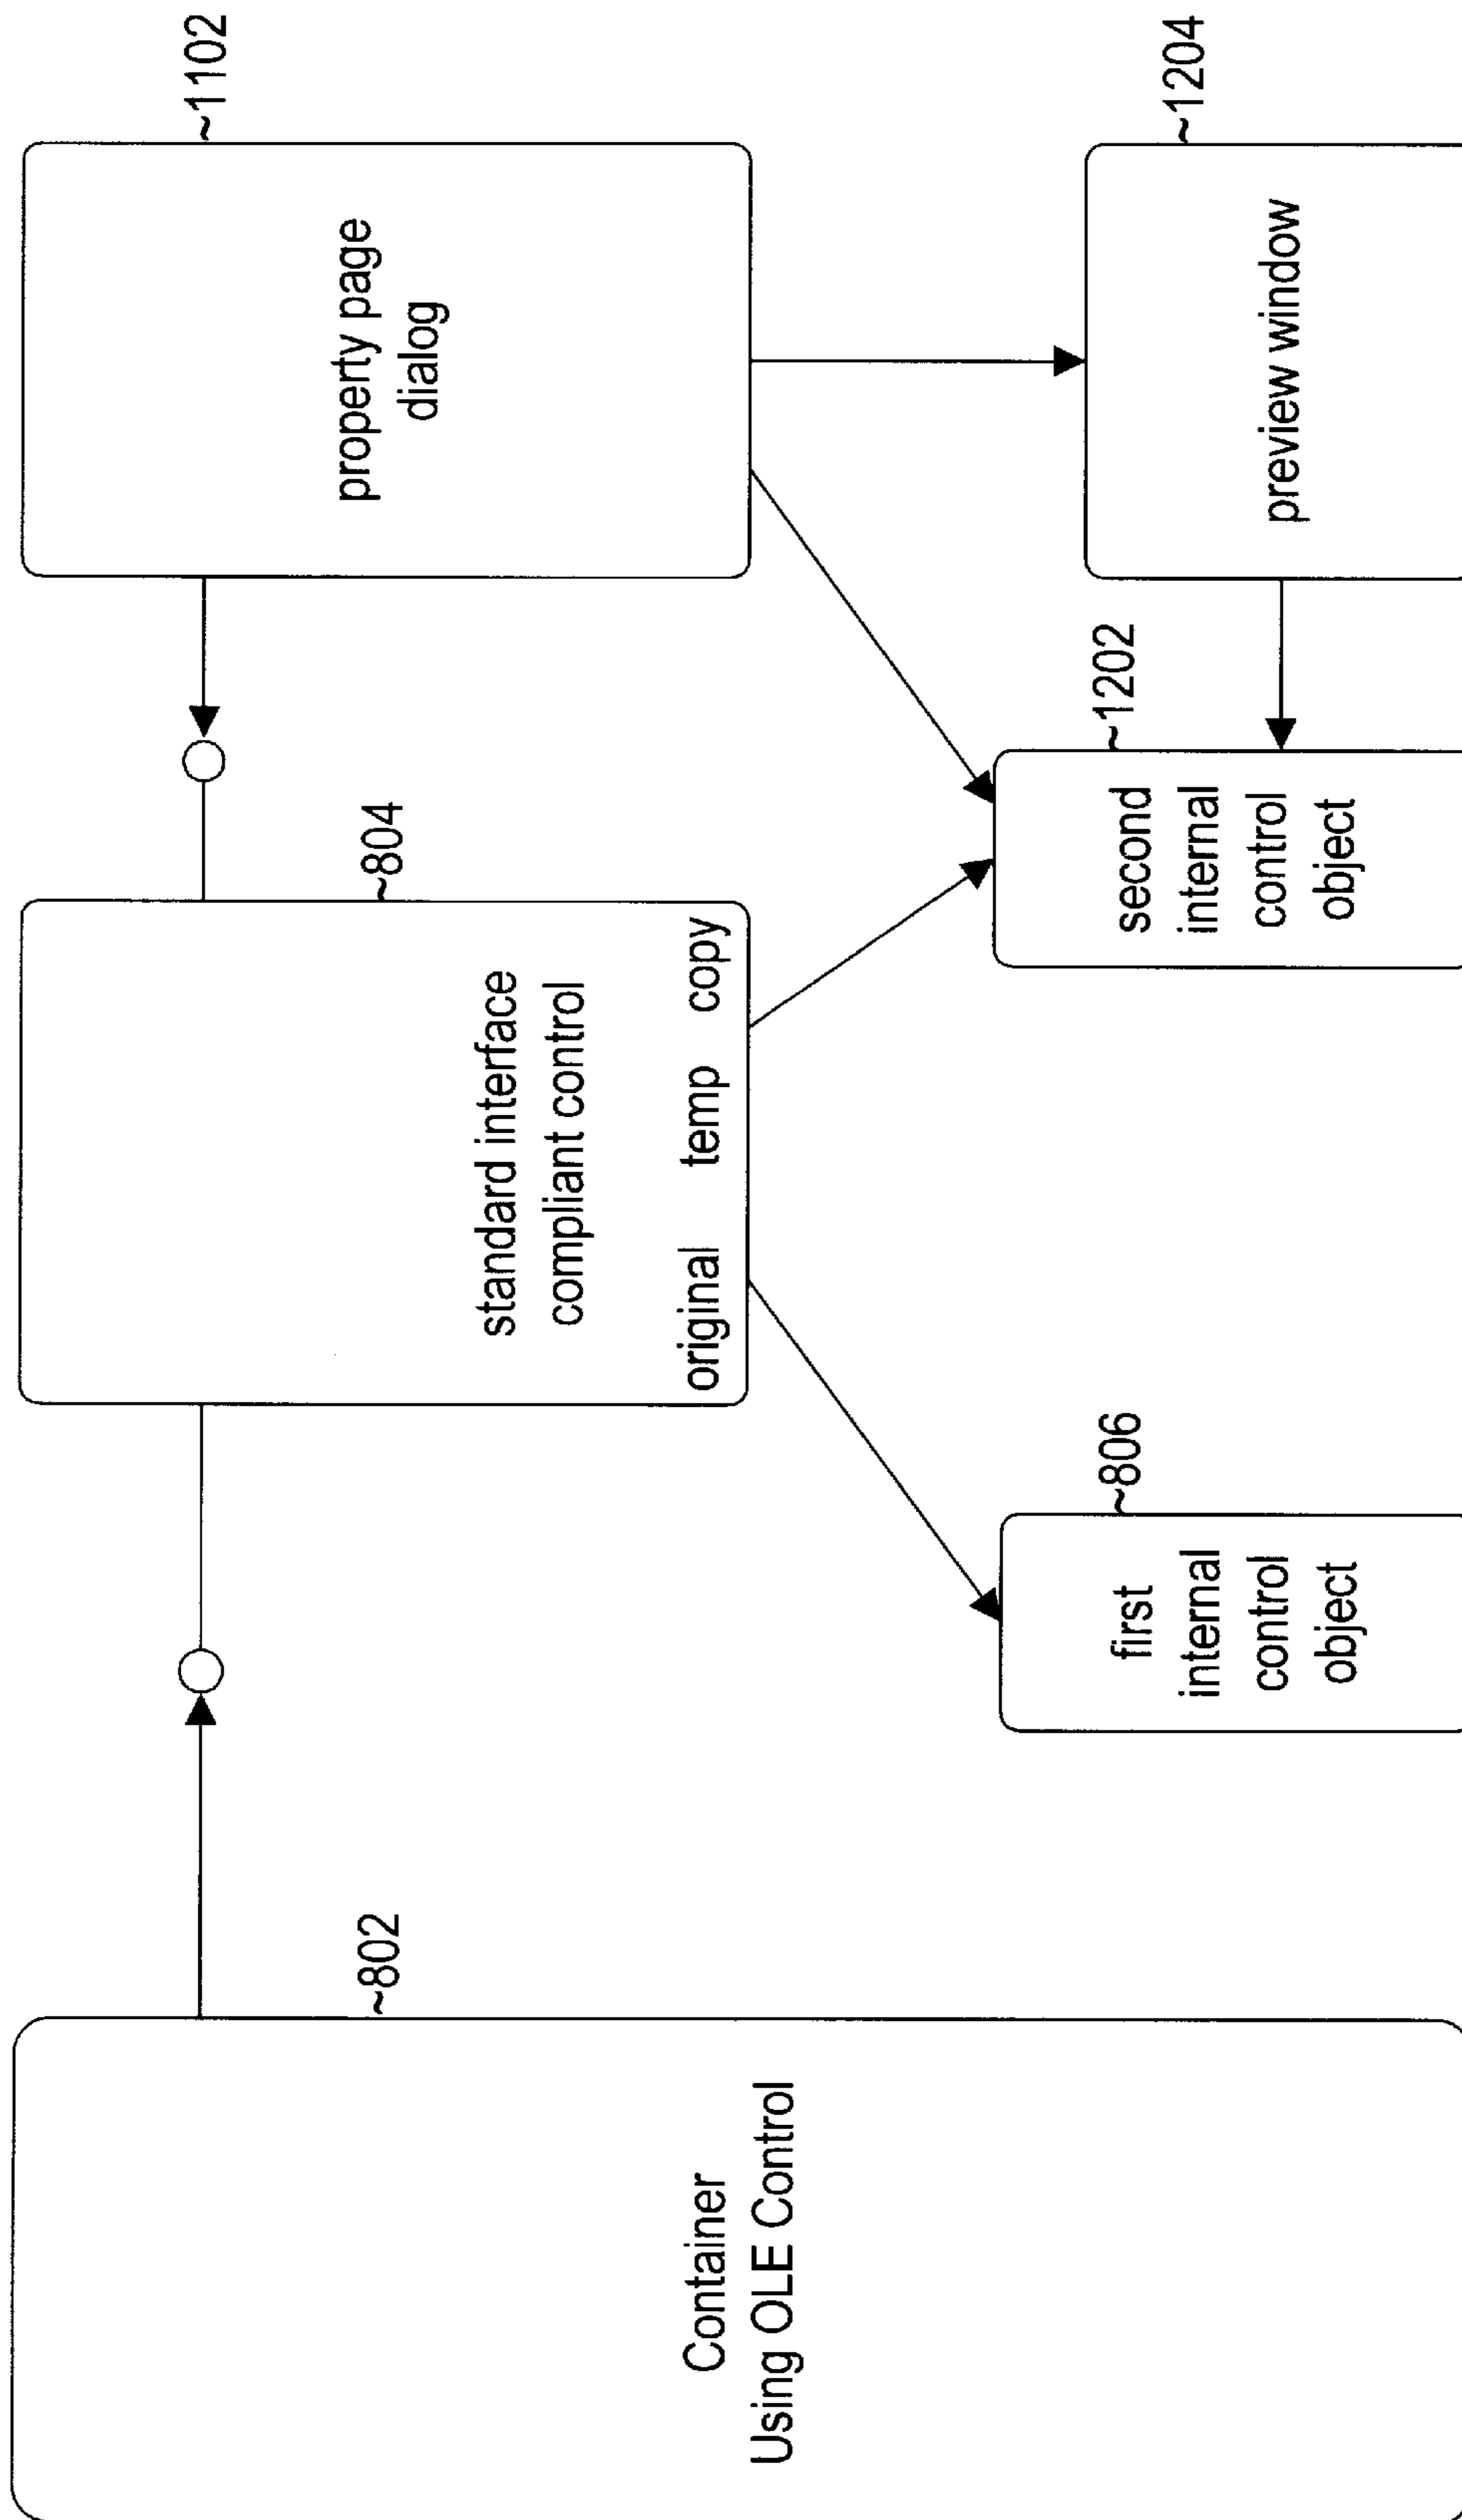 Container
Using OLE Control
~802
standard interface
compliant control
original temp copy
~804
property page
dialog
~1102
first
internal
control
object
~806
second
internal
control
object
~1202
preview window
~1204